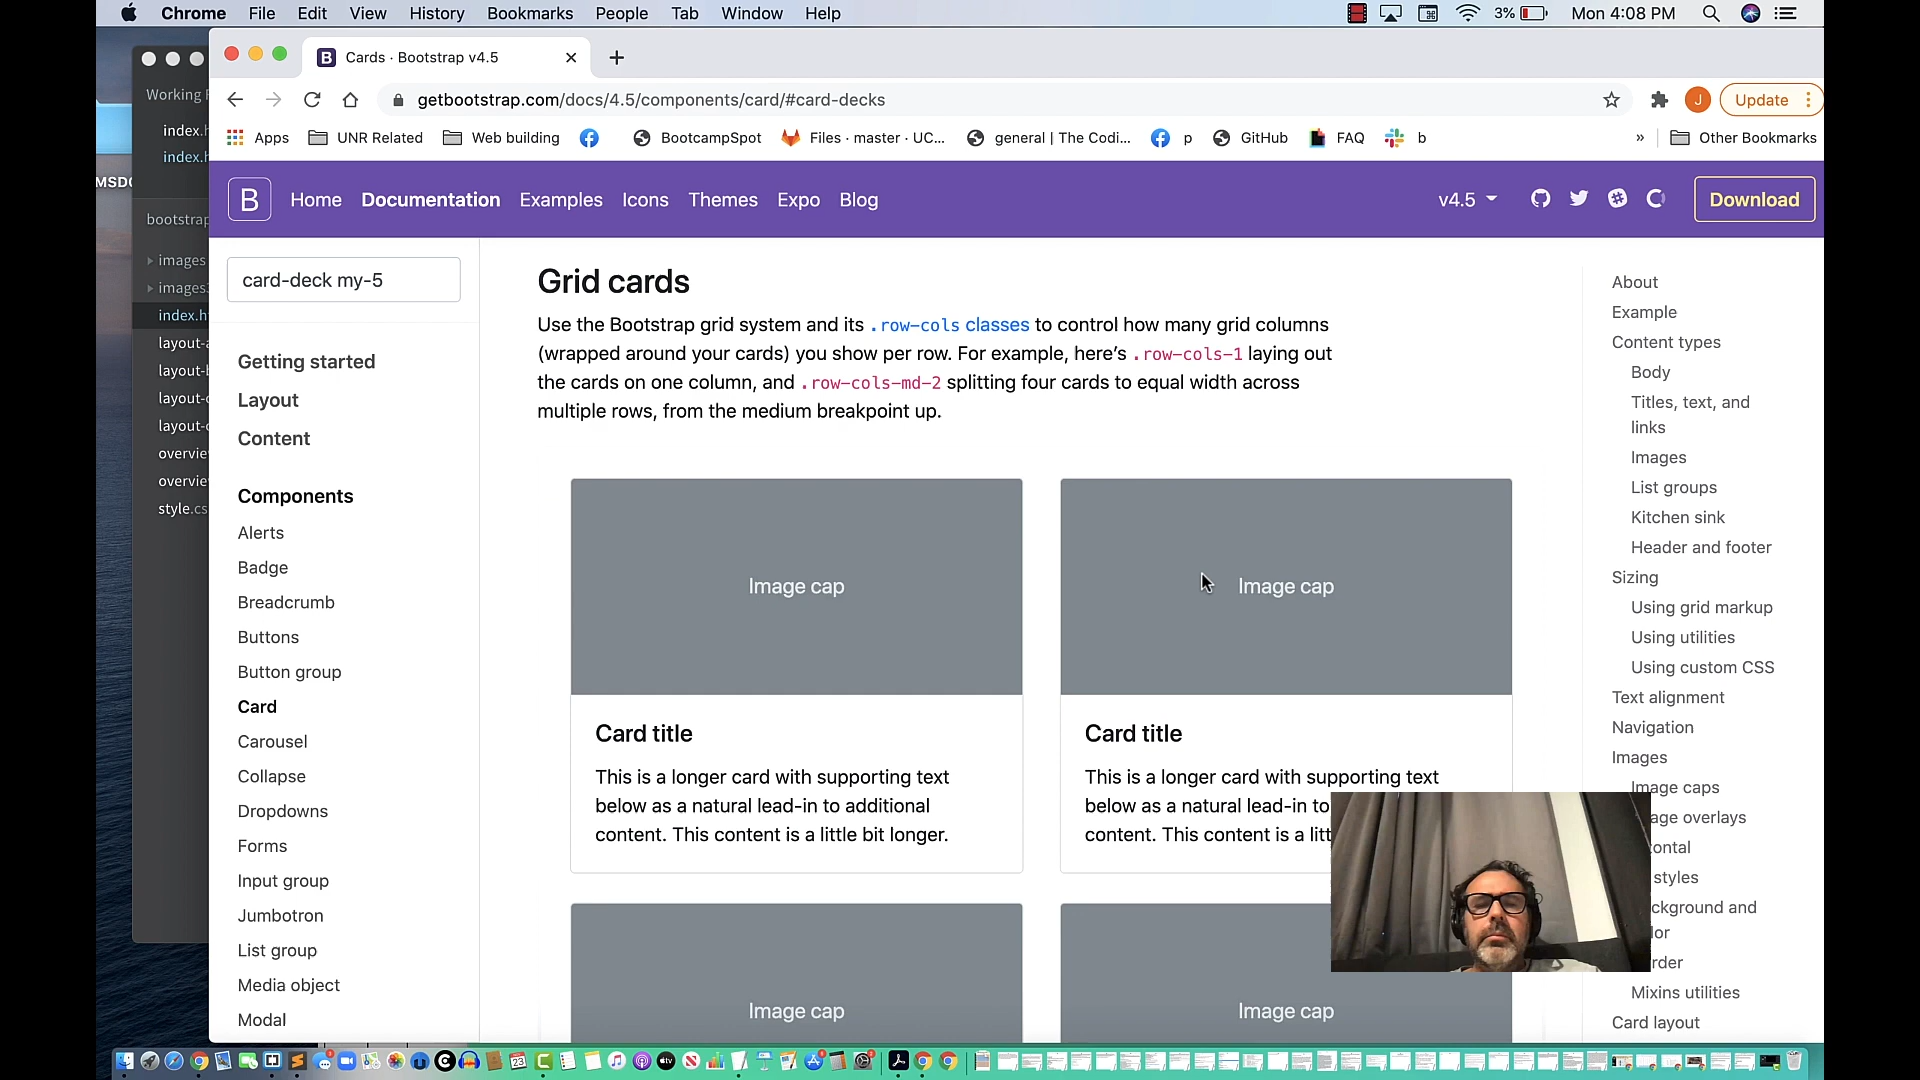 Chrome File Edit View History Bookmarks People Tab Window Help 3% Mon 4:08 PM
Cards · Bootstrap v4.5
getbootstrap.com/docs/4.5/components/card/#card-decks J Update
Apps UNR Related Web building BootcampSpot Files · master · UC... general | The Codi... p GitHub FAQ b » Other Bookmarks
B Home Documentation Examples Icons Themes Expo Blog v4.5 Download
Working
index.h
index.h
MSD
bootstrap
images
images
index.h
layout-
layout-
layout-
layout-
overvie
overvie
style.cs
card-deck my-5
Getting started
Layout
Content
Components
Alerts
Badge
Breadcrumb
Buttons
Button group
Card
Carousel
Collapse
Dropdowns
Forms
Input group
Jumbotron
List group
Media object
Modal
Grid cards
Use the Bootstrap grid system and its .row-cols classes to control how many grid columns
(wrapped around your cards) you show per row. For example, here’s .row-cols-1 laying out
the cards on one column, and .row-cols-md-2 splitting four cards to equal width across
multiple rows, from the medium breakpoint up.
Image cap
Card title
This is a longer card with supporting text
below as a natural lead-in to additional
content. This content is a little bit longer.
Image cap
Card title
This is a longer card with supporting text
below as a natural lead-in to
content. This content is a litt
Image cap
Image cap
About
Example
Content types
Body
Titles, text, and
links
Images
List groups
Kitchen sink
Header and footer
Sizing
Using grid markup
Using utilities
Using custom CSS
Text alignment
Navigation
Images
Image caps
age overlays
ontal
styles
ckground and
lor
rder
Mixins utilities
Card layout